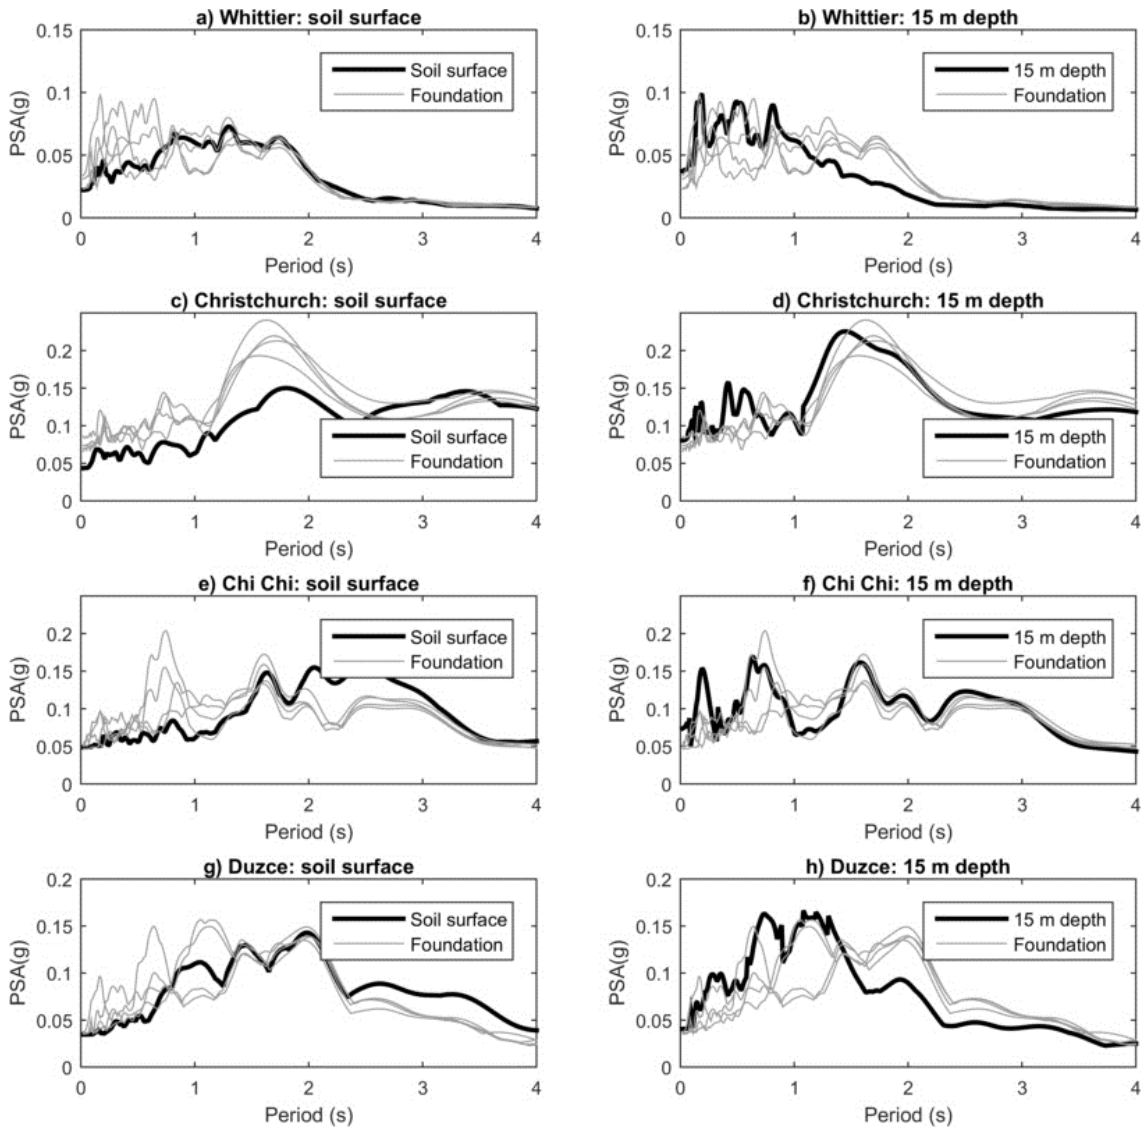 a) Whittier: soil surface
0.15
0.1
0.05
0
PSA(g)
Soil surface
Foundation
0 1 2 3 4
Period (s)
b) Whittier: 15 m depth
0.15
0.1
0.05
0
PSA(g)
15 m depth
Foundation
0 1 2 3 4
Period (s)
c) Christchurch: soil surface
0.2
0.15
0.1
0.05
0
PSA(g)
Soil surface
Foundation
0 1 2 3 4
Period (s)
d) Christchurch: 15 m depth
0.2
0.15
0.1
0.05
0
PSA(g)
15 m depth
Foundation
0 1 2 3 4
Period (s)
e) Chi Chi: soil surface
0.2
0.15
0.1
0.05
0
PSA(g)
Soil surface
Foundation
0 1 2 3 4
Period (s)
f) Chi Chi: 15 m depth
0.2
0.15
0.1
0.05
0
PSA(g)
15 m depth
Foundation
0 1 2 3 4
Period (s)
g) Duzce: soil surface
0.2
0.15
0.1
0.05
0
PSA(g)
Soil surface
Foundation
0 1 2 3 4
Period (s)
h) Duzce: 15 m depth
0.2
0.15
0.1
0.05
0
PSA(g)
15 m depth
Foundation
0 1 2 3 4
Period (s)